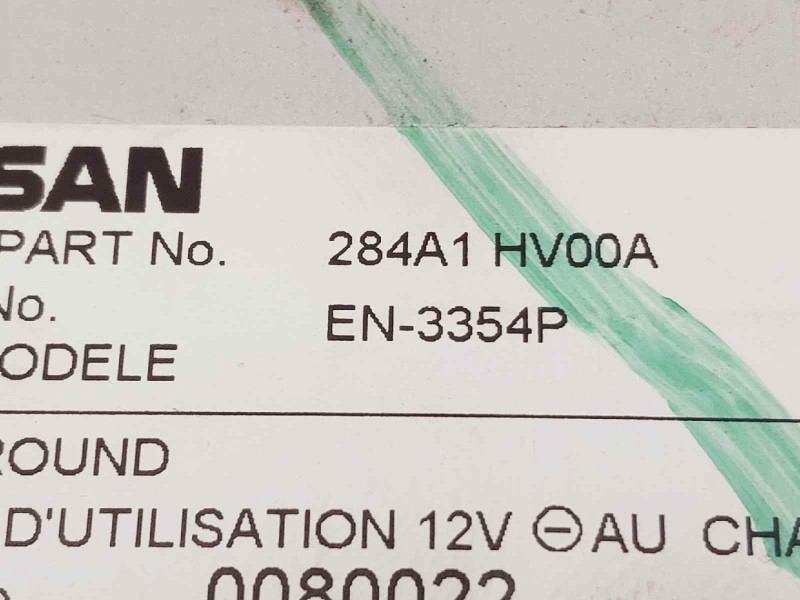 SAN
PART No. 284A1 HV00A
No. EN-3354P
ODELE
ROUND
D'UTILISATION 12V ⊖ AU CHA
0080022